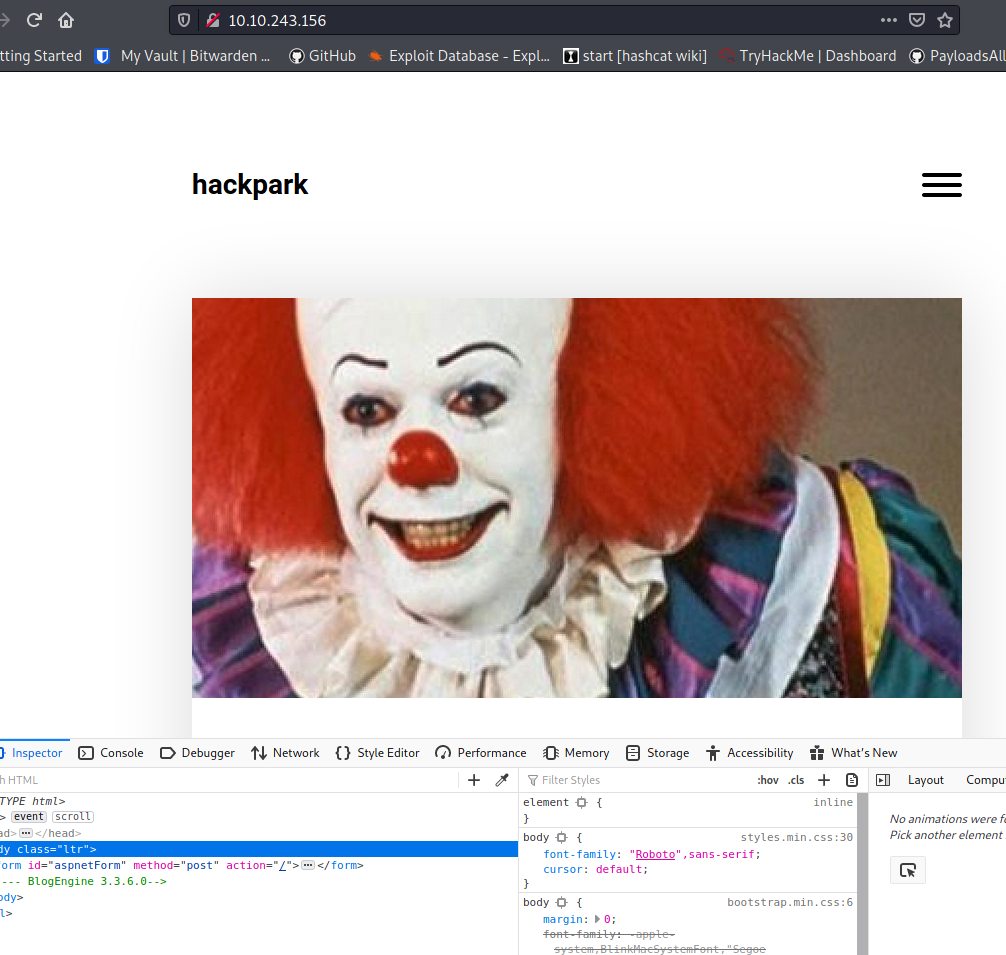 10.10.243.156
tting Started My Vault | Bitwarden ... GitHub Exploit Database - Expl... start [hashcat wiki] TryHackMe | Dashboard PayloadsAll
hackpark
Inspector Console Debugger Network Style Editor Performance Memory Storage Accessibility What's New
h HTML Filter Styles :hov .cls Layout Compu
TYPE html>
> event scroll
ad> </head>
dy class="ltr">
orm id="aspnetForm" method="post" action="/"> </form>
--- BlogEngine 3.3.6.0-->
ody>
l>
element { inline
}
body { styles.min.css:30
font-family: "Roboto",sans-serif;
cursor: default;
}
body { bootstrap.min.css:6
margin: 0;
font-family: -apple-
system,BlinkMacSystemFont,"Segoe
No animations were fo
Pick another element